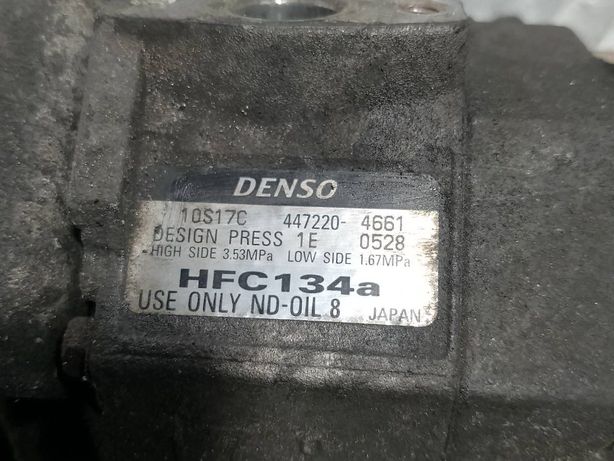 DENSO
10S17C 447220-4661
DESIGN PRESS 1E 0528
HIGH SIDE 3.53MPa LOW SIDE 1.67MPa
HFC134a
USE ONLY ND-OIL 8 JAPAN